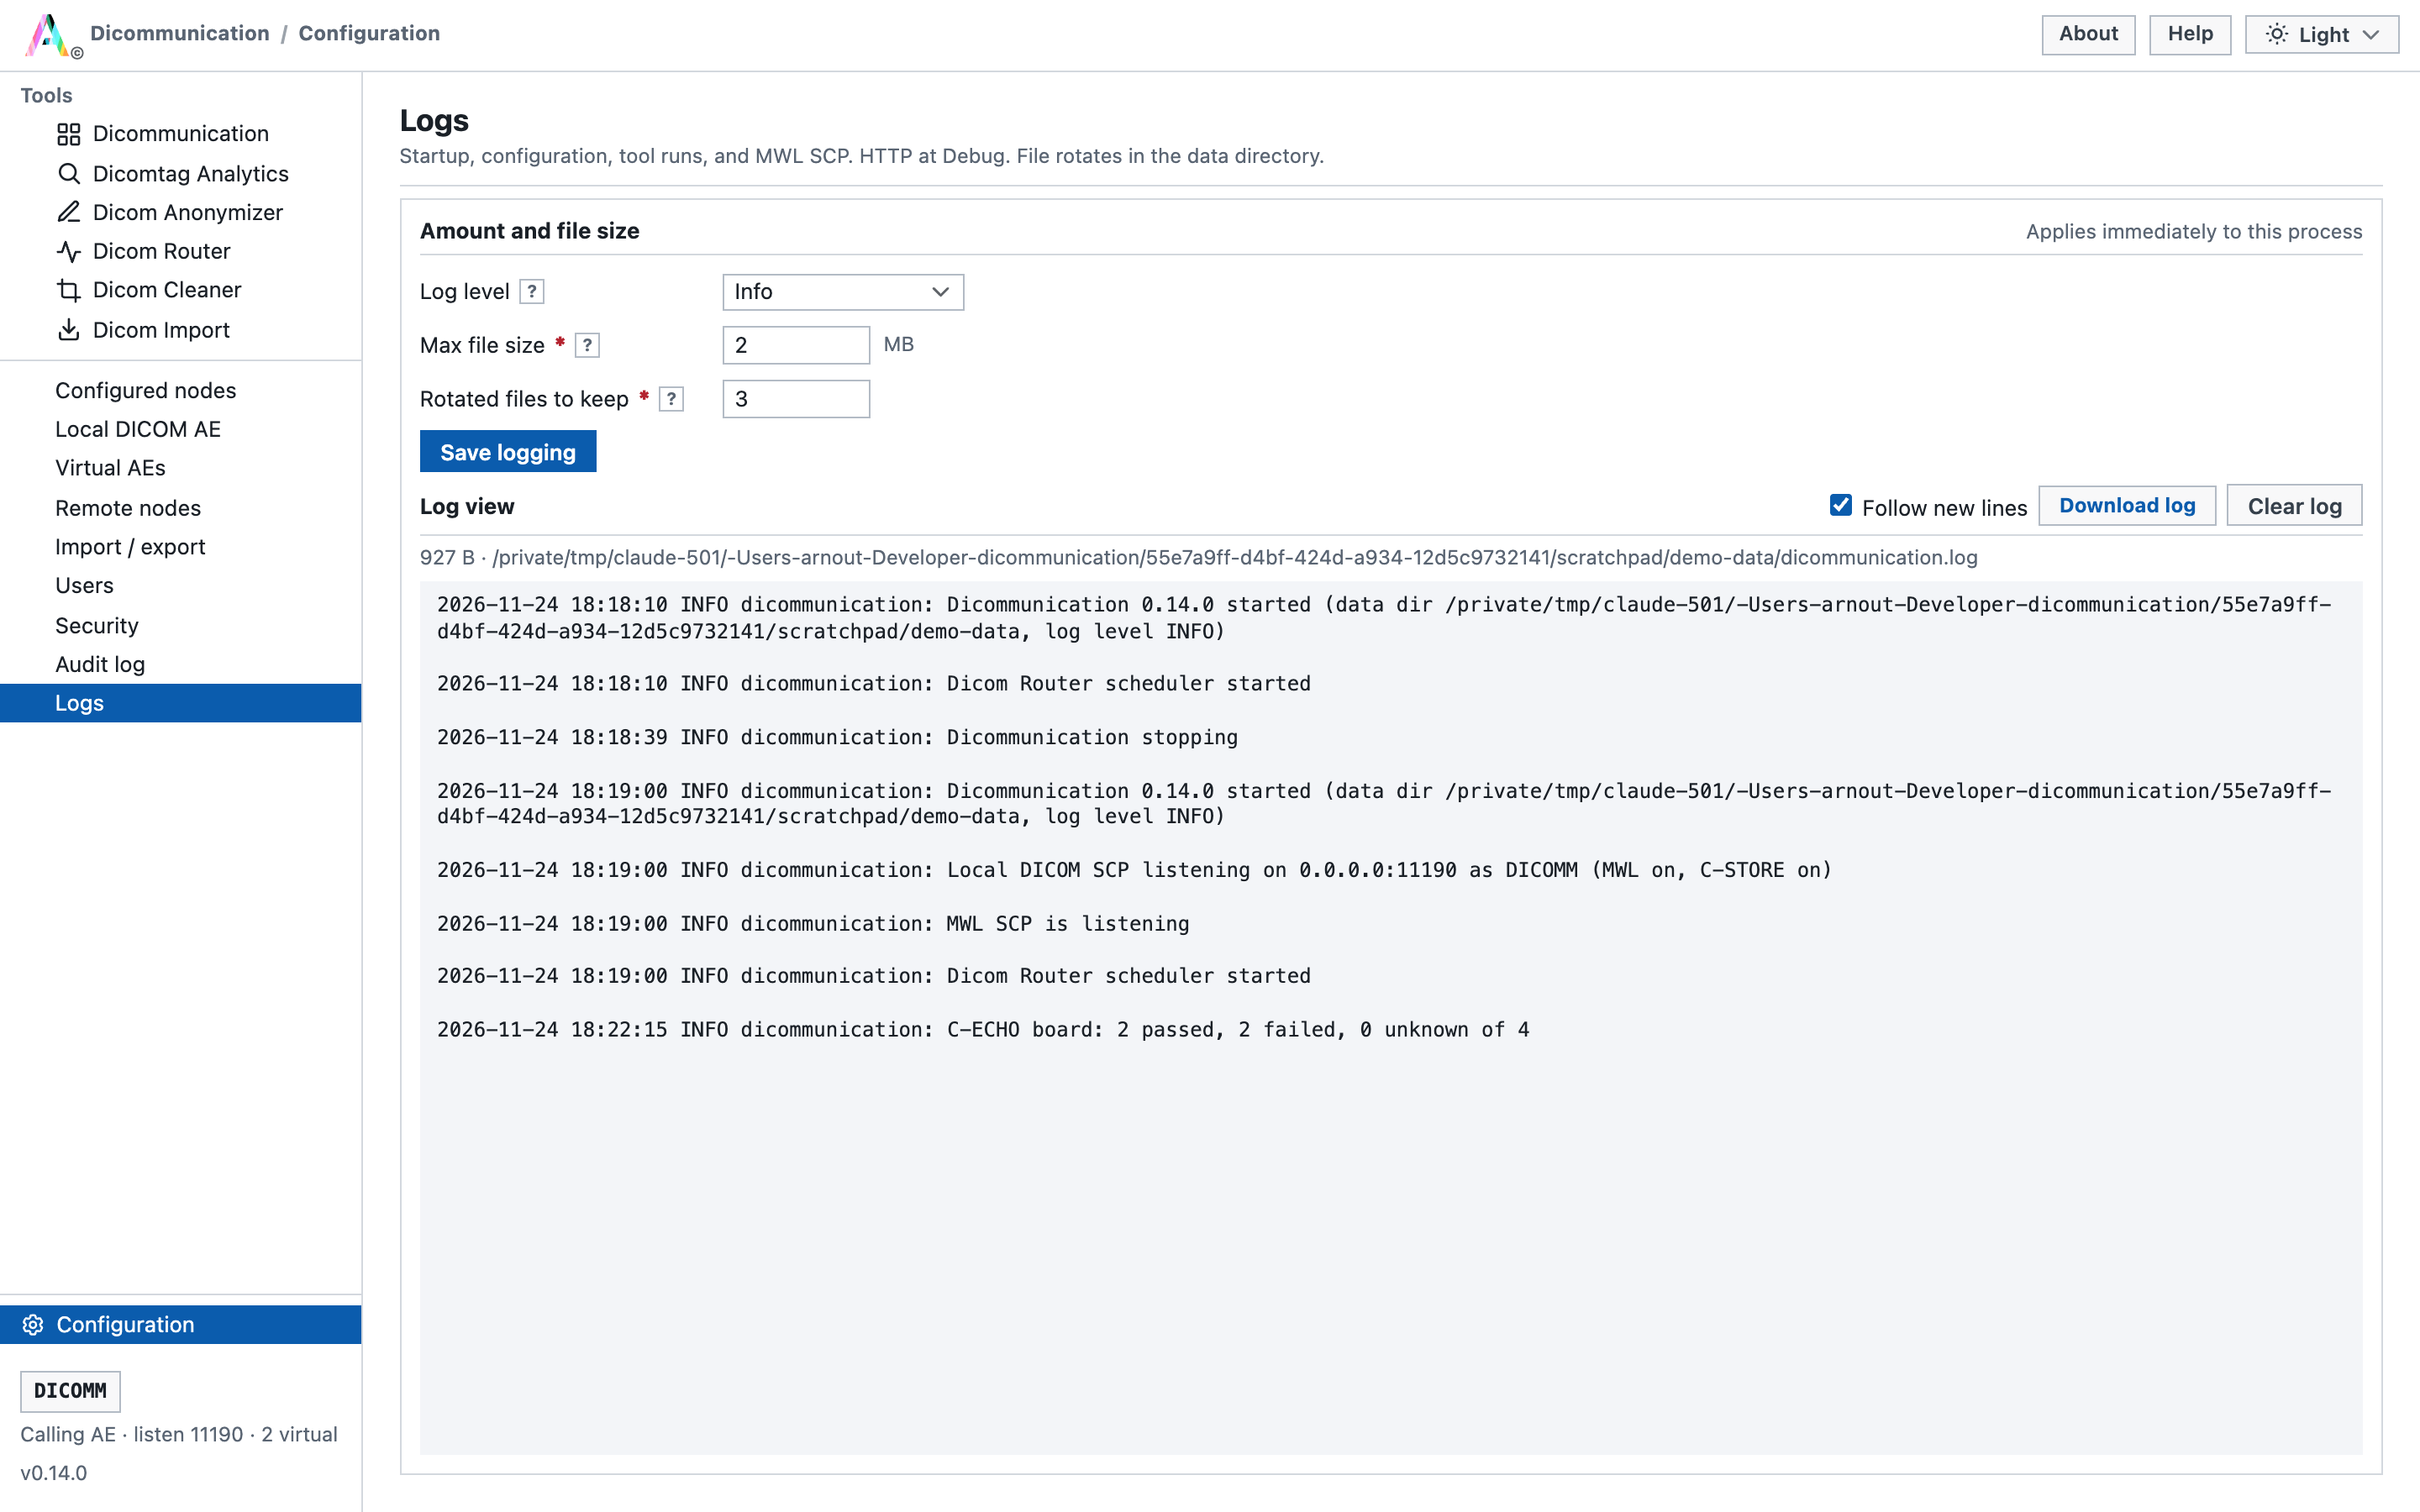 Dicommunication / Configuration
About
Help
Light
Tools
Dicommunication
Dicomtag Analytics
Dicom Anonymizer
Dicom Router
Dicom Cleaner
Dicom Import
Configured nodes
Local DICOM AE
Virtual AEs
Remote nodes
Import / export
Users
Security
Audit log
Logs
Configuration
DICOMM
Calling AE · listen 11190 · 2 virtual
v0.14.0
Logs
Startup, configuration, tool runs, and MWL SCP. HTTP at Debug. File rotates in the data directory.
Amount and file size
Applies immediately to this process
Log level ? Info
Max file size * ? 2 MB
Rotated files to keep * ? 3
Save logging
Log view
Follow new lines
Download log
Clear log
927 B · /private/tmp/claude-501/-Users-arnout-Developer-dicommunication/55e7a9ff-d4bf-424d-a934-12d5c9732141/scratchpad/demo-data/dicommunication.log
2026-11-24 18:18:10 INFO dicommunication: Dicommunication 0.14.0 started (data dir /private/tmp/claude-501/-Users-arnout-Developer-dicommunication/55e7a9ff-
d4bf-424d-a934-12d5c9732141/scratchpad/demo-data, log level INFO)
2026-11-24 18:18:10 INFO dicommunication: Dicom Router scheduler started
2026-11-24 18:18:39 INFO dicommunication: Dicommunication stopping
2026-11-24 18:19:00 INFO dicommunication: Dicommunication 0.14.0 started (data dir /private/tmp/claude-501/-Users-arnout-Developer-dicommunication/55e7a9ff-
d4bf-424d-a934-12d5c9732141/scratchpad/demo-data, log level INFO)
2026-11-24 18:19:00 INFO dicommunication: Local DICOM SCP listening on 0.0.0.0:11190 as DICOMM (MWL on, C-STORE on)
2026-11-24 18:19:00 INFO dicommunication: MWL SCP is listening
2026-11-24 18:19:00 INFO dicommunication: Dicom Router scheduler started
2026-11-24 18:22:15 INFO dicommunication: C-ECHO board: 2 passed, 2 failed, 0 unknown of 4